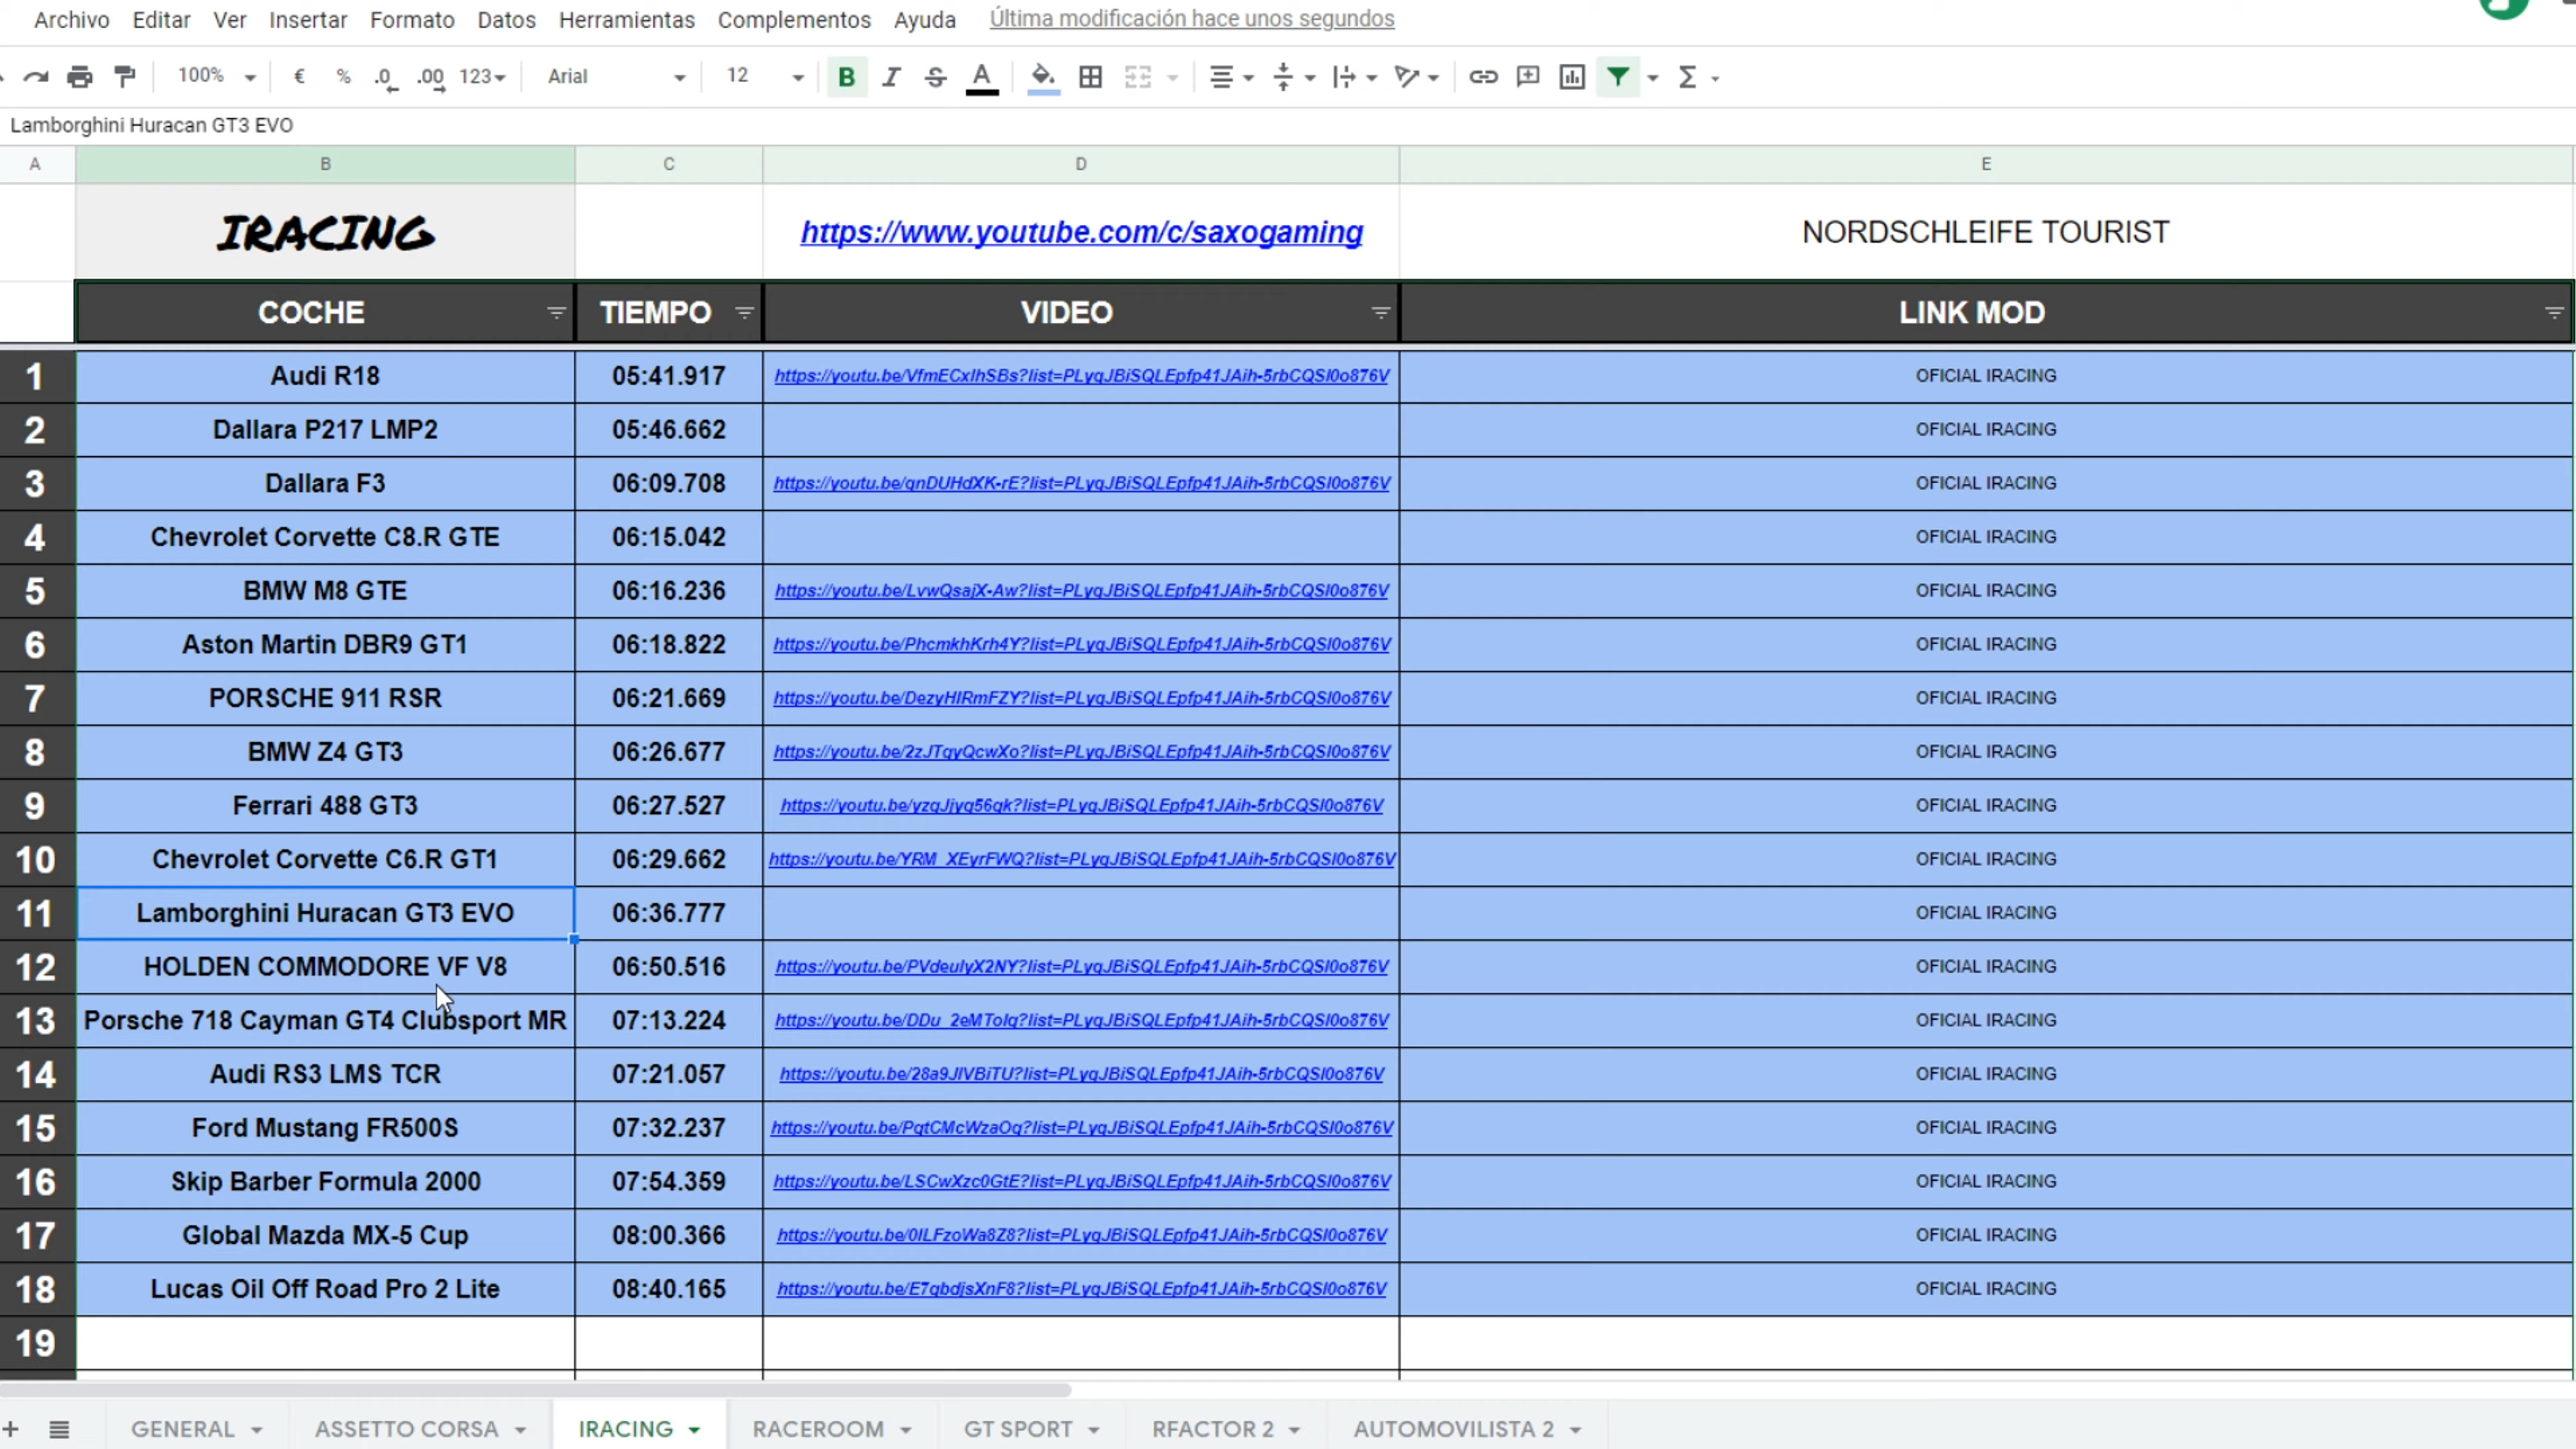 Archivo Editar Ver Insertar Formato Datos Herramientas Complementos Ayuda Última modificación hace unos segundos
100% € % .0 .00 123 Arial 12 B I S A Σ
Lamborghini Huracan GT3 EVO
A B C D E
IRACING https://www.youtube.com/c/saxogaming NORDSCHLEIFE TOURIST
COCHE TIEMPO VIDEO LINK MOD
1 Audi R18 05:41.917 https://youtu.be/VfmECxIhSBs?list=PLyqJBiSQLEpfp41JAih-5rbCQSI0o876V OFICIAL IRACING
2 Dallara P217 LMP2 05:46.662 OFICIAL IRACING
3 Dallara F3 06:09.708 https://youtu.be/qnDUHdXK-rE?list=PLyqJBiSQLEpfp41JAih-5rbCQSI0o876V OFICIAL IRACING
4 Chevrolet Corvette C8.R GTE 06:15.042 OFICIAL IRACING
5 BMW M8 GTE 06:16.236 https://youtu.be/LvwQsajX-Aw?list=PLyqJBiSQLEpfp41JAih-5rbCQSI0o876V OFICIAL IRACING
6 Aston Martin DBR9 GT1 06:18.822 https://youtu.be/PhcmkhKrh4Y?list=PLyqJBiSQLEpfp41JAih-5rbCQSI0o876V OFICIAL IRACING
7 PORSCHE 911 RSR 06:21.669 https://youtu.be/DezyHIRmFZY?list=PLyqJBiSQLEpfp41JAih-5rbCQSI0o876V OFICIAL IRACING
8 BMW Z4 GT3 06:26.677 https://youtu.be/2zJTqyQcwXo?list=PLyqJBiSQLEpfp41JAih-5rbCQSI0o876V OFICIAL IRACING
9 Ferrari 488 GT3 06:27.527 https://youtu.be/yzqJjyq56qk?list=PLyqJBiSQLEpfp41JAih-5rbCQSI0o876V OFICIAL IRACING
10 Chevrolet Corvette C6.R GT1 06:29.662 https://youtu.be/YRM_XEyrFWQ?list=PLyqJBiSQLEpfp41JAih-5rbCQSI0o876V OFICIAL IRACING
11 Lamborghini Huracan GT3 EVO 06:36.777 OFICIAL IRACING
12 HOLDEN COMMODORE VF V8 06:50.516 https://youtu.be/PVdeuIyX2NY?list=PLyqJBiSQLEpfp41JAih-5rbCQSI0o876V OFICIAL IRACING
13 Porsche 718 Cayman GT4 Clubsport MR 07:13.224 https://youtu.be/DDu_2eMToIq?list=PLyqJBiSQLEpfp41JAih-5rbCQSI0o876V OFICIAL IRACING
14 Audi RS3 LMS TCR 07:21.057 https://youtu.be/28a9JIVBiTU?list=PLyqJBiSQLEpfp41JAih-5rbCQSI0o876V OFICIAL IRACING
15 Ford Mustang FR500S 07:32.237 https://youtu.be/PqtCMcWzaOq?list=PLyqJBiSQLEpfp41JAih-5rbCQSI0o876V OFICIAL IRACING
16 Skip Barber Formula 2000 07:54.359 https://youtu.be/LSCwXzc0GtE?list=PLyqJBiSQLEpfp41JAih-5rbCQSI0o876V OFICIAL IRACING
17 Global Mazda MX-5 Cup 08:00.366 https://youtu.be/0ILFzoWa8Z8?list=PLyqJBiSQLEpfp41JAih-5rbCQSI0o876V OFICIAL IRACING
18 Lucas Oil Off Road Pro 2 Lite 08:40.165 https://youtu.be/E7qbdjsXnF8?list=PLyqJBiSQLEpfp41JAih-5rbCQSI0o876V OFICIAL IRACING
19
GENERAL ASSETTO CORSA IRACING RACEROOM GT SPORT RFACTOR 2 AUTOMOVILISTA 2